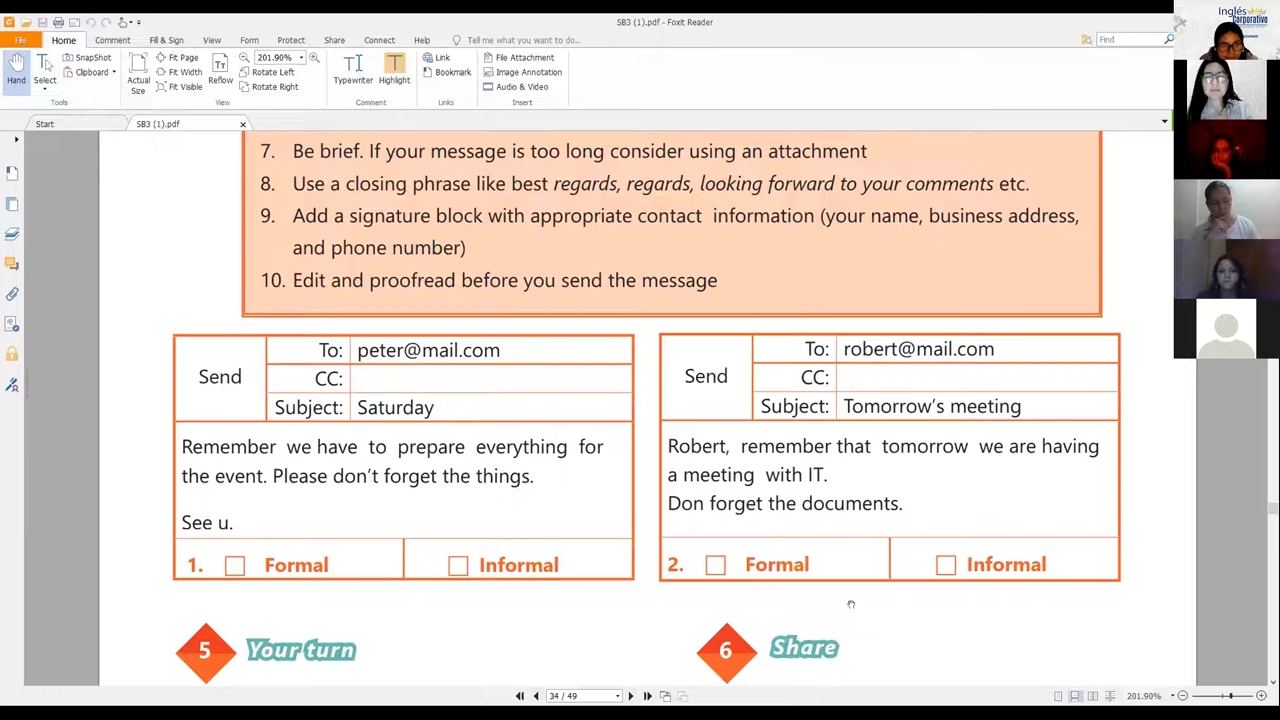 SB3 (1).pdf - Foxit Reader
File Home Comment Fill & Sign View Form Protect Share Connect Help Tell me what you want to do... Find
Hand Select SnapShot Clipboard Tools
Actual Size Fit Page Fit Width Fit Visible Reflow 201.90% Rotate Left Rotate Right View
Typewriter Highlight Comment
Link Bookmark Links
File Attachment Image Annotation Audio & Video Insert
Start SB3 (1).pdf
Inglés
Corporativo
7. Be brief. If your message is too long consider using an attachment
8. Use a closing phrase like best regards, regards, looking forward to your comments etc.
9. Add a signature block with appropriate contact information (your name, business address,
and phone number)
10. Edit and proofread before you send the message
Send
To: peter@mail.com
CC:
Subject: Saturday
Remember we have to prepare everything for
the event. Please don't forget the things.
See u.
1. Formal Informal
Send
To: robert@mail.com
CC:
Subject: Tomorrow's meeting
Robert, remember that tomorrow we are having
a meeting with IT.
Don forget the documents.
2. Formal Informal
5 Your turn
6 Share
34 / 49
201.90%